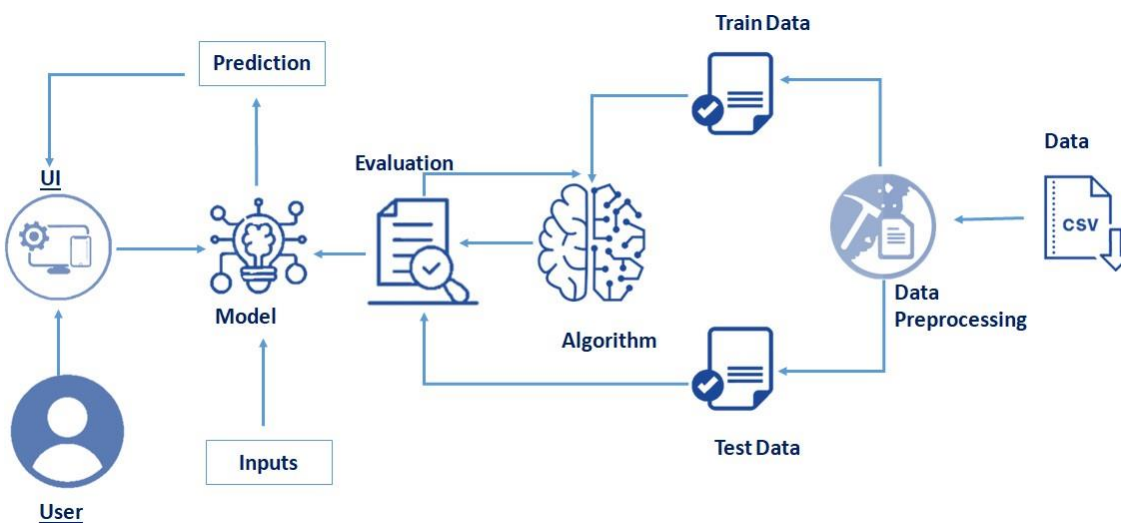 Train Data
Prediction
Data
Evaluation
UI
CSV
Data
Preprocessing
Model
Algorithm
Test Data
Inputs
User